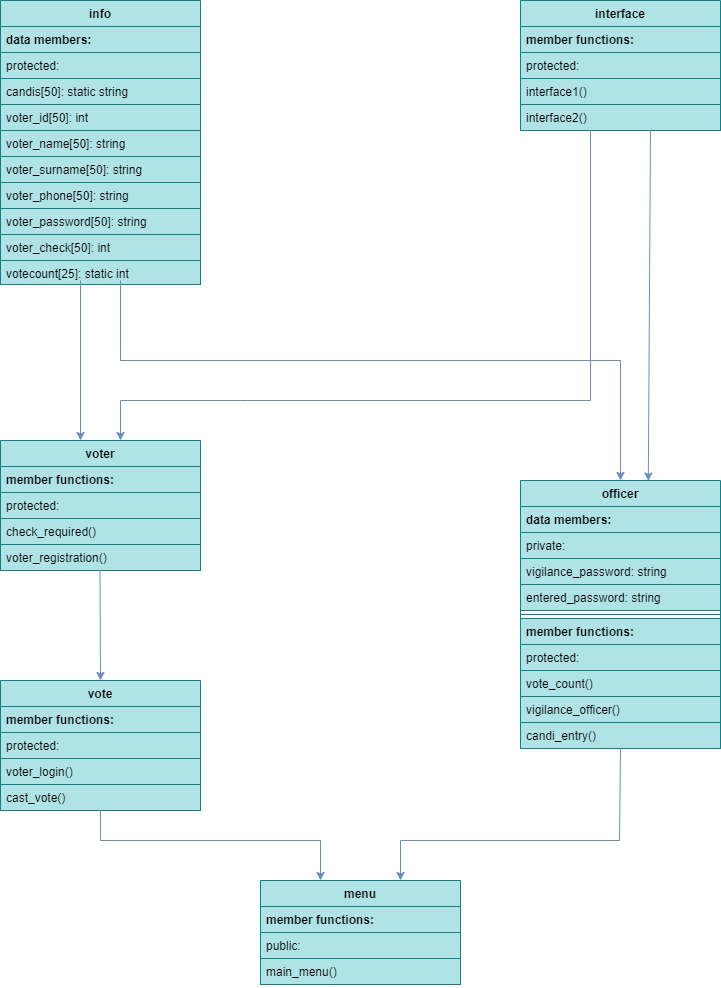 info
data members:
protected:
candis[50]: static string
voter_id[50]: int
voter_name[50]: string
voter_surname[50]: string
voter_phone[50]: string
voter_password[50]: string
voter_check[50]: int
votecount[25]: static int
interface
member functions:
protected:
interface1()
interface2()
voter
member functions:
protected:
check_required()
voter_registration()
officer
data members:
private:
vigilance_password: string
entered_password: string
member functions:
protected:
vote_count()
vigilance_officer()
candi_entry()
vote
member functions:
protected:
voter_login()
cast_vote()
menu
member functions:
public:
main_menu()